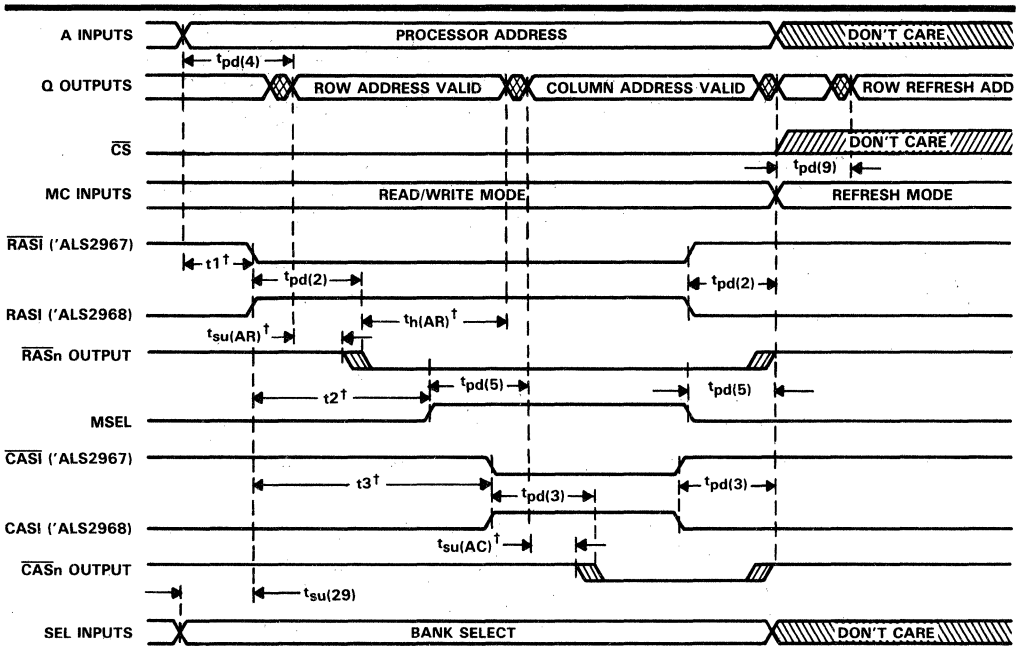 A INPUTS PROCESSOR ADDRESS DON'T CARE
tpd(4)
Q OUTPUTS ROW ADDRESS VALID COLUMN ADDRESS VALID ROW REFRESH ADD
CS DON'T CARE
tpd(9)
MC INPUTS READ/WRITE MODE REFRESH MODE
RASI ('ALS2967)
t1†
tpd(2) tpd(2)
RASI ('ALS2968)
tsu(AR)† th(AR)†
RASn OUTPUT
tpd(5) tpd(5)
t2†
MSEL
CASI ('ALS2967)
t3† tpd(3) tpd(3)
CASI ('ALS2968)
tsu(AC)†
CASn OUTPUT
tsu(29)
SEL INPUTS BANK SELECT DON'T CARE